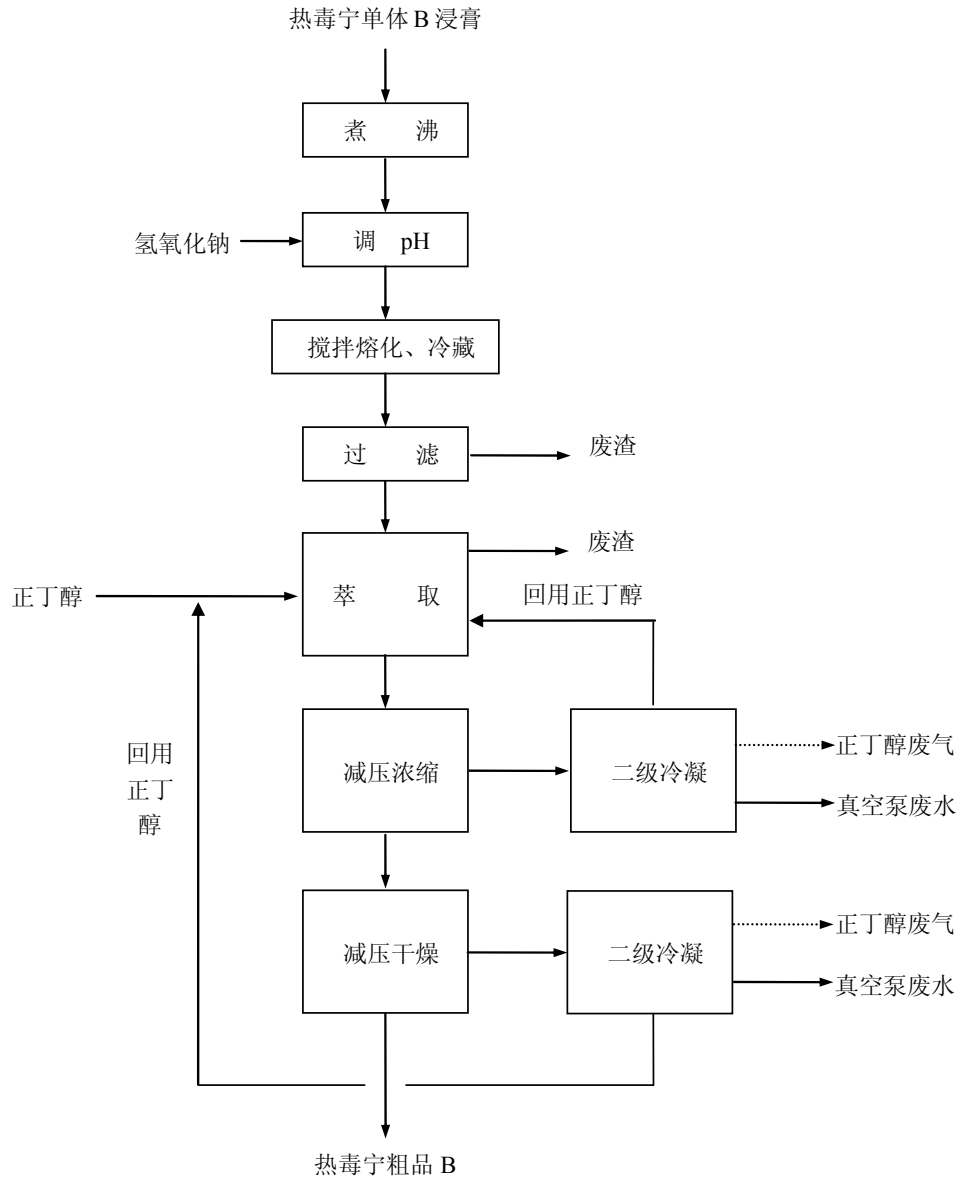 热毒宁单体 B 浸膏
煮 沸
氢氧化钠
调 pH
搅拌熔化、冷藏
过 滤
废渣
废渣
正丁醇
萃 取
回用正丁醇
回用
正丁
醇
减压浓缩
二级冷凝
正丁醇废气
真空泵废水
减压干燥
二级冷凝
正丁醇废气
真空泵废水
热毒宁粗品 B